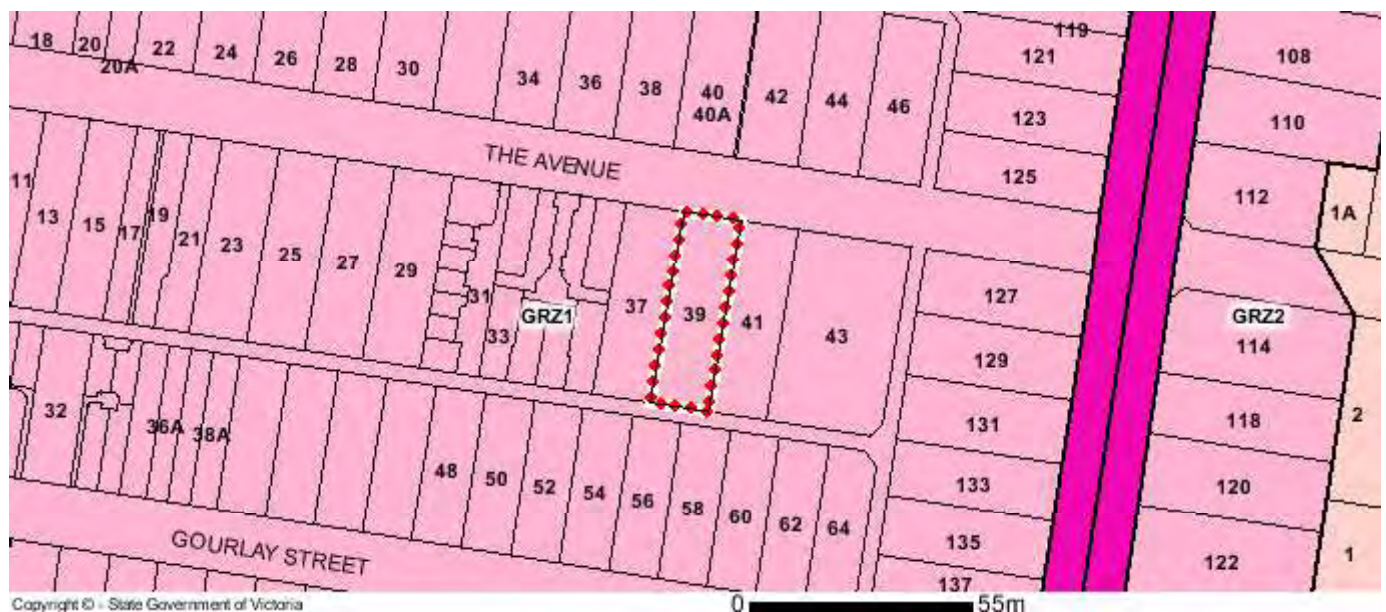 18 20 22 24 26 28 30 34 36 38 40 42 44 46 119
20A 40A 121 108
123 110
THE AVENUE
125 112 1A
11 13 15 17 19 21 23 25 27 29 31 33 37 39 41 43 127
GRZ1 GRZ2
129 114 2
32 36A 38A 131 118
48 50 52 54 56 58 60 62 64 133 120
GOURLAY STREET 135 122 1
137
Copyright © - State Government of Victoria 0 55m